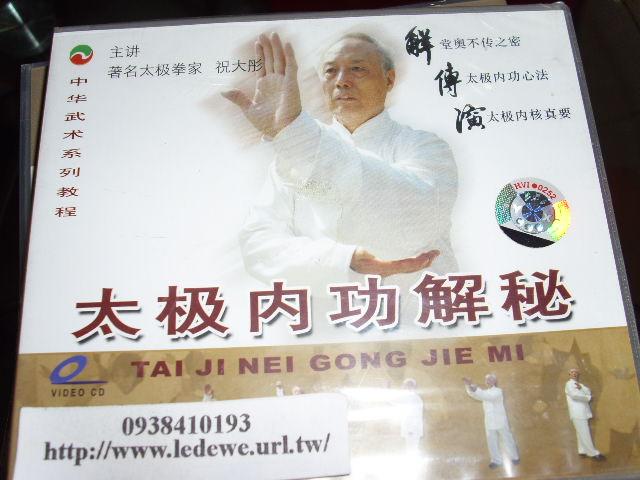 主讲
著名太极拳家 祝大彤
中华武术系列教程
解 堂奥不传之密
傳 太极内功心法
演 太极内核真要
HVI 0252
太极内功解秘
TAI JI NEI GONG JIE MI
VIDEO CD
0938410193
http://www.ledewe.url.tw/